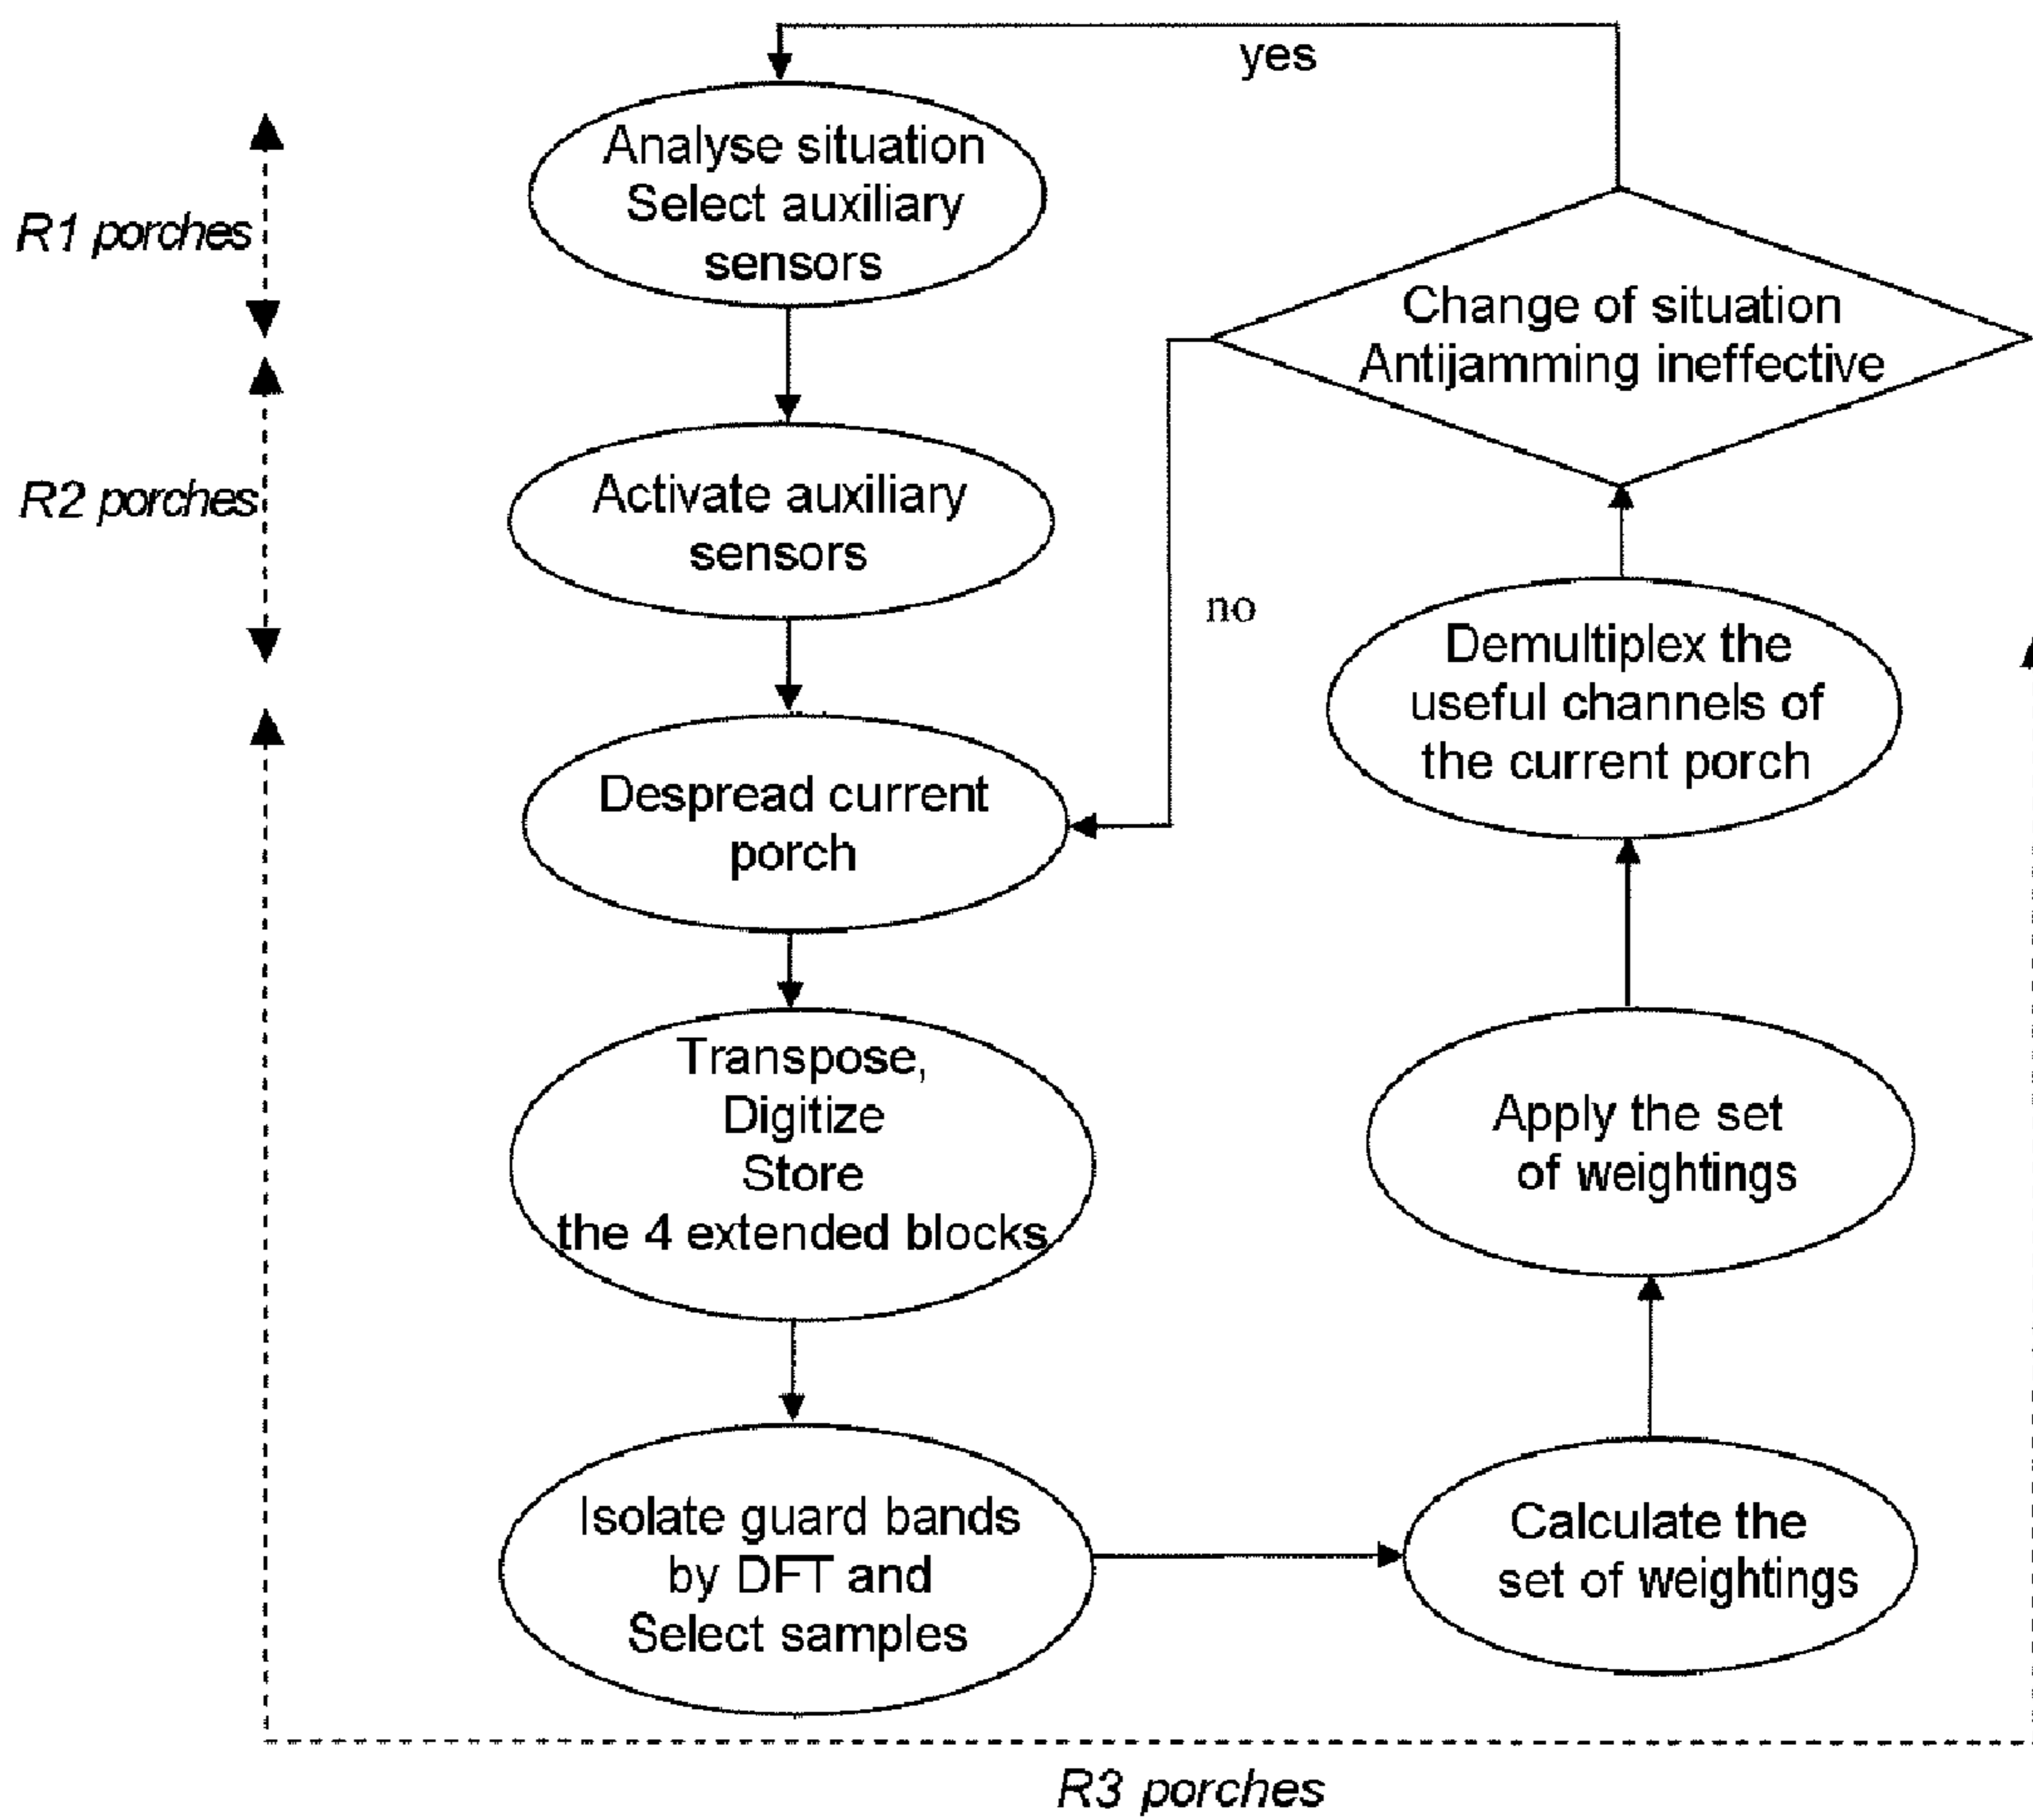 yes
Analyse situation
Select auxiliary
sensors
R1 porches
Change of situation
Antijamming ineffective
R2 porches
Activate auxiliary
sensors
no
Demultiplex the
useful channels of
the current porch
Despread current
porch
Transpose,
Digitize
Store
the 4 extended blocks
Apply the set
of weightings
Isolate guard bands
by DFT and
Select samples
Calculate the
set of weightings
R3 porches